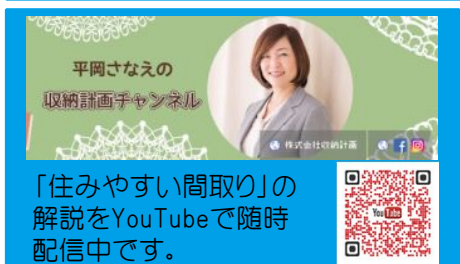 平岡さなえの
収納計画チャンネル
株式会社収納計画
「住みやすい間取り」の
解説をYouTubeで随時
配信中です。
YouTube